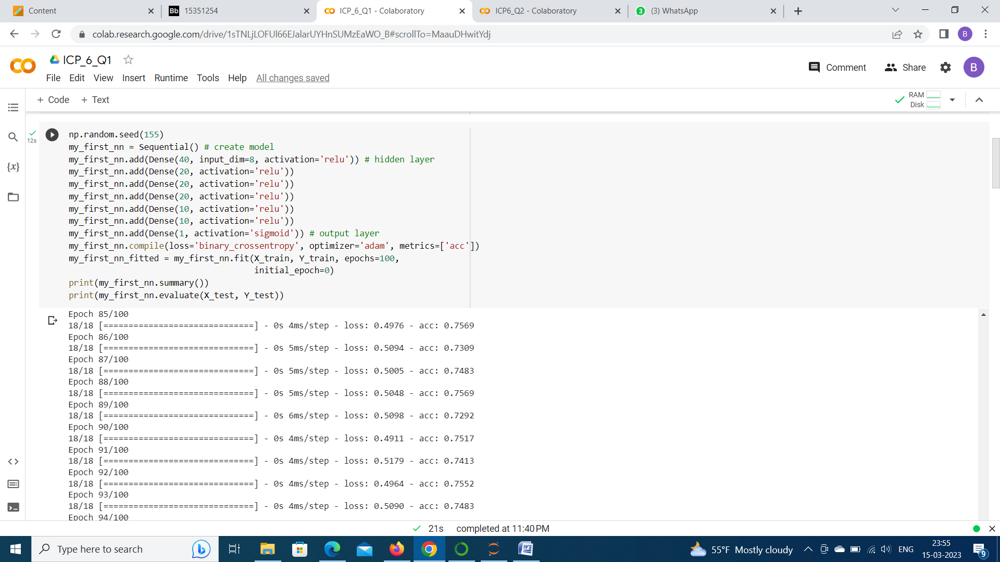 Content
Bb 15351254
ICP_6_Q1 - Colaboratory
ICP6_Q2 - Colaboratory
3 (3) WhatsApp
colab.research.google.com/drive/1sTNLjLOFUl66EJalarUYHnSUMzEaWO_B#scrollTo=MaauDHwitYdj
B
ICP_6_Q1
File Edit View Insert Runtime Tools Help All changes saved
Comment Share B
+ Code + Text
RAM
Disk
{x}
12s
np.random.seed(155)
my_first_nn = Sequential() # create model
my_first_nn.add(Dense(40, input_dim=8, activation='relu')) # hidden layer
my_first_nn.add(Dense(20, activation='relu'))
my_first_nn.add(Dense(20, activation='relu'))
my_first_nn.add(Dense(20, activation='relu'))
my_first_nn.add(Dense(10, activation='relu'))
my_first_nn.add(Dense(10, activation='relu'))
my_first_nn.add(Dense(1, activation='sigmoid')) # output layer
my_first_nn.compile(loss='binary_crossentropy', optimizer='adam', metrics=['acc'])
my_first_nn_fitted = my_first_nn.fit(X_train, Y_train, epochs=100,
initial_epoch=0)
print(my_first_nn.summary())
print(my_first_nn.evaluate(X_test, Y_test))
Epoch 85/100
18/18 [==============================] - 0s 4ms/step - loss: 0.4976 - acc: 0.7569
Epoch 86/100
18/18 [==============================] - 0s 5ms/step - loss: 0.5094 - acc: 0.7309
Epoch 87/100
18/18 [==============================] - 0s 5ms/step - loss: 0.5005 - acc: 0.7483
Epoch 88/100
18/18 [==============================] - 0s 5ms/step - loss: 0.5048 - acc: 0.7569
Epoch 89/100
18/18 [==============================] - 0s 6ms/step - loss: 0.5098 - acc: 0.7292
Epoch 90/100
18/18 [==============================] - 0s 4ms/step - loss: 0.4911 - acc: 0.7517
Epoch 91/100
18/18 [==============================] - 0s 4ms/step - loss: 0.5179 - acc: 0.7413
Epoch 92/100
18/18 [==============================] - 0s 4ms/step - loss: 0.4964 - acc: 0.7552
Epoch 93/100
18/18 [==============================] - 0s 4ms/step - loss: 0.5090 - acc: 0.7483
Epoch 94/100
21s completed at 11:40 PM
Type here to search
55°F Mostly cloudy
ENG
23:55
15-03-2023
9